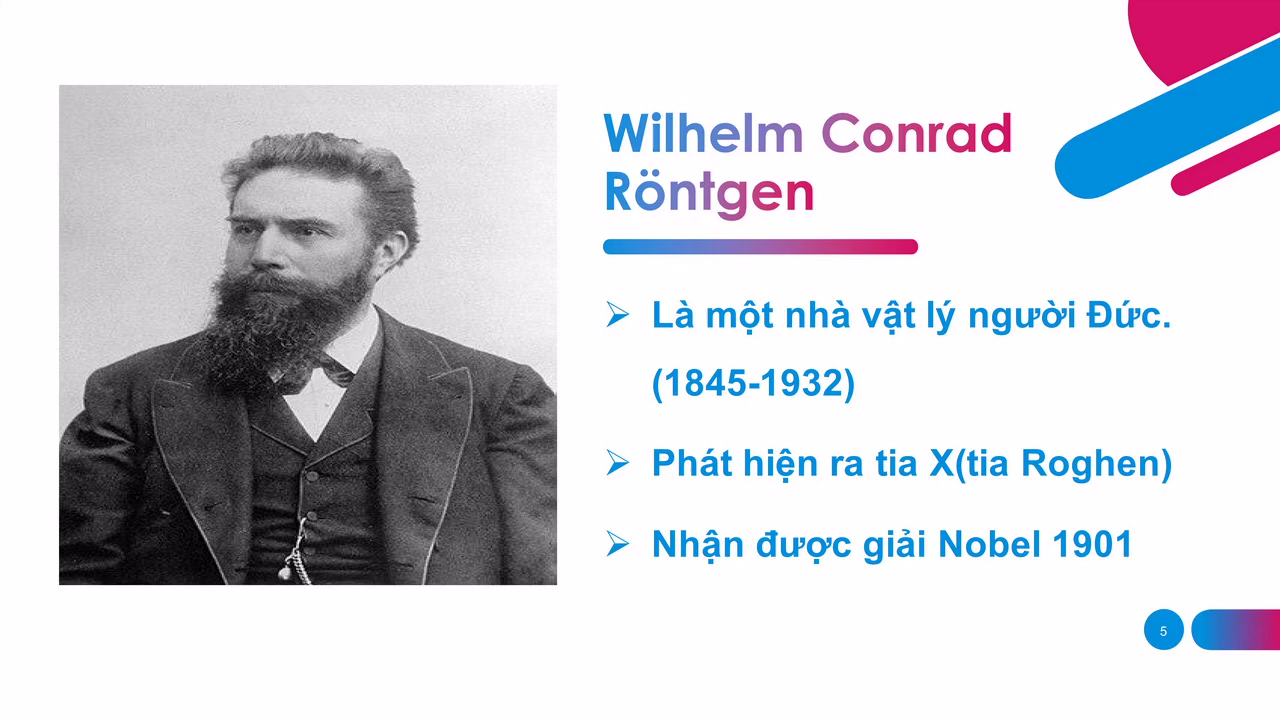 Wilhelm Conrad
Röntgen
Là một nhà vật lý người Đức.
(1845-1932)
Phát hiện ra tia X(tia Roghen)
Nhận được giải Nobel 1901
5